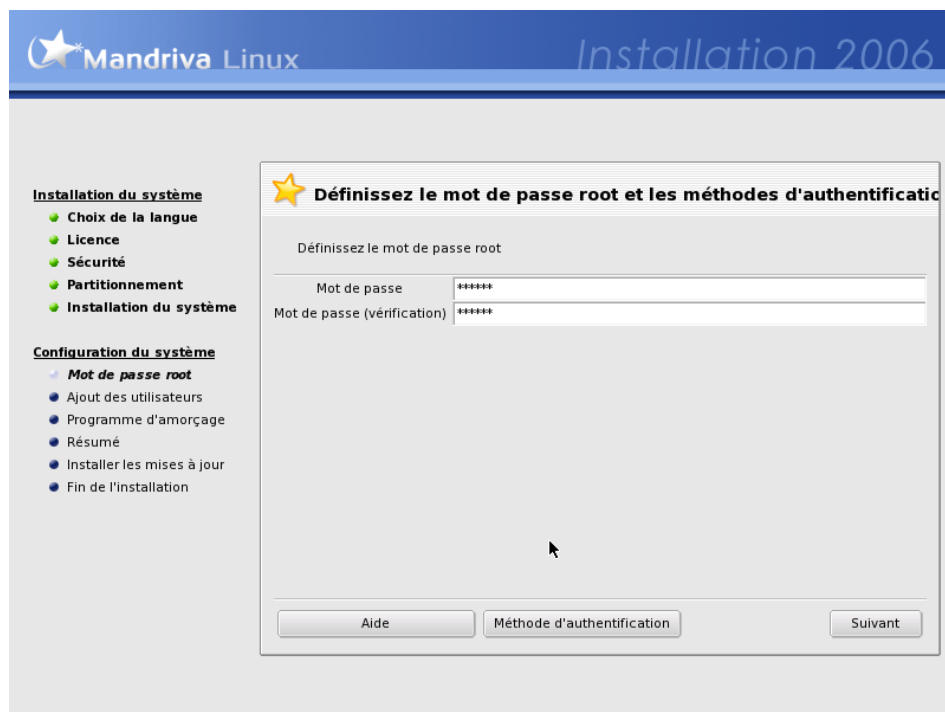 Mandriva Linux
Installation 2006
Installation du système
Choix de la langue
Licence
Sécurité
Partitionnement
Installation du système
Configuration du système
Mot de passe root
Ajout des utilisateurs
Programme d'amorçage
Résumé
Installer les mises à jour
Fin de l'installation
Définissez le mot de passe root et les méthodes d'authentificatio
Définissez le mot de passe root
Mot de passe ******
Mot de passe (vérification) ******
Aide
Méthode d'authentification
Suivant